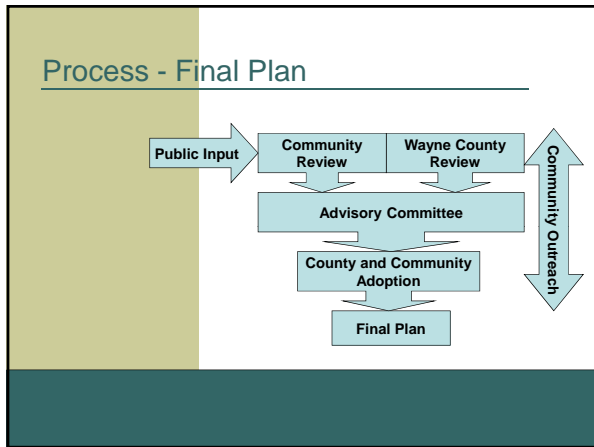 Process - Final Plan
Public Input
Community
Review
Wayne County
Review
Advisory Committee
County and Community
Adoption
Final Plan
Community Outreach